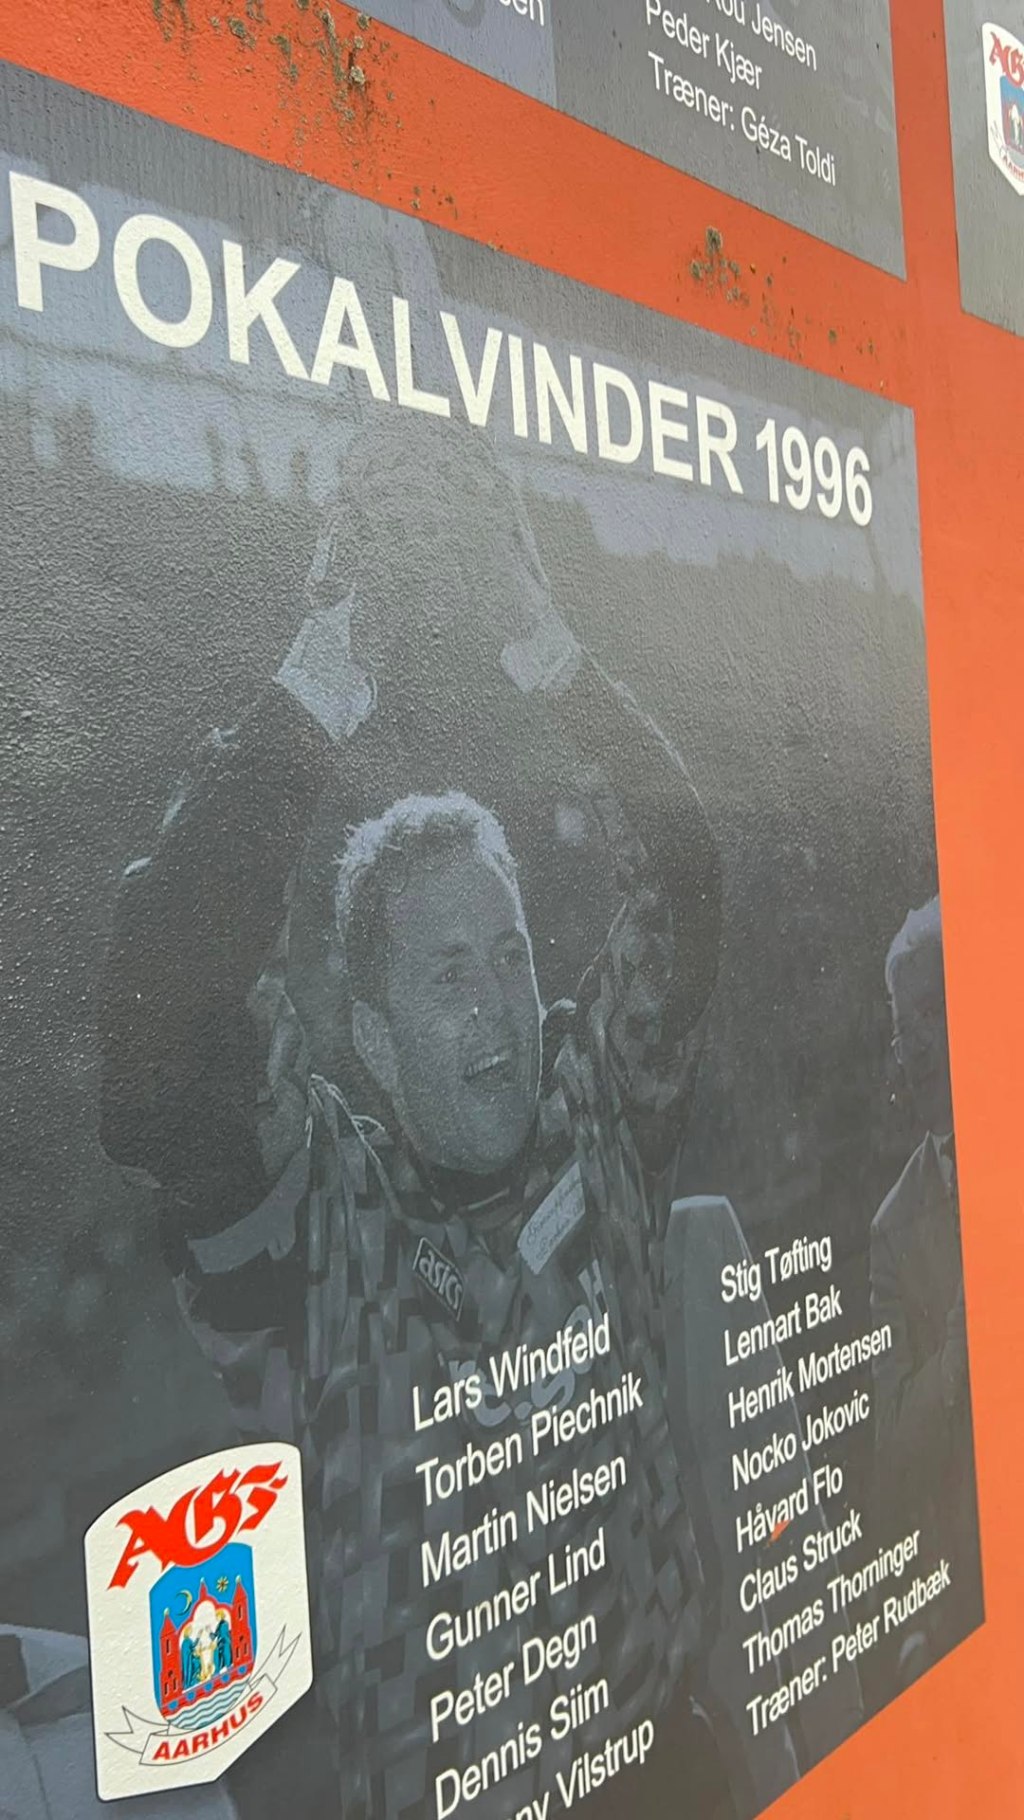 Jensen
Peder Kjær
Træner: Géza Toldi
POKALVINDER 1996
asics
Lars Windfeld
Torben Piechnik
Martin Nielsen
Gunner Lind
Peter Degn
Dennis Siim
Vilstrup
Stig Tøfting
Lennart Bak
Henrik Mortensen
Nocko Jokovic
Håvard Flo
Claus Struck
Thomas Thorninger
Træner: Peter Rudbæk
AGF
AARHUS